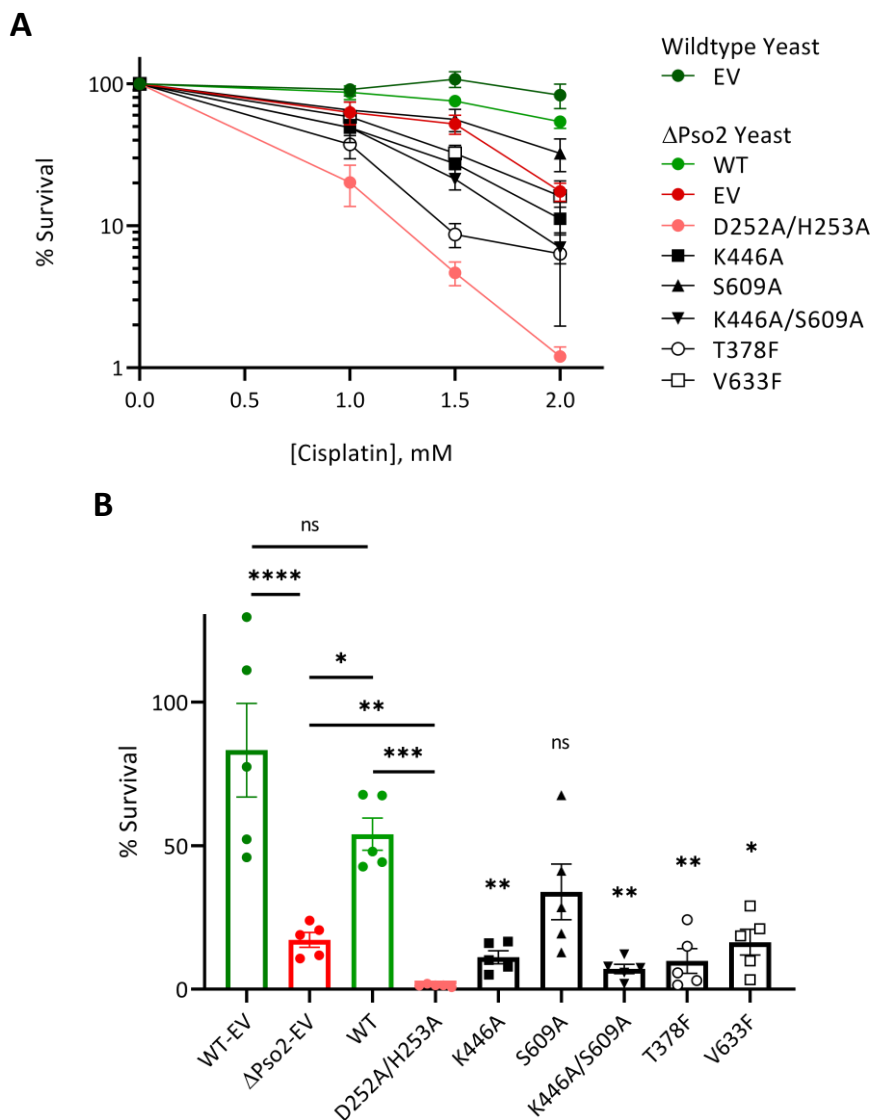 A
Wildtype Yeast
EV
ΔPso2 Yeast
WT
EV
D252A/H253A
K446A
S609A
K446A/S609A
T378F
V633F
% Survival
100
10
1
0.0 0.5 1.0 1.5 2.0
[Cisplatin], mM
B
ns
****
*
**
***
ns
**
**
**
*
% Survival
100
50
0
WT-EV
ΔPso2-EV
WT
D252A/H253A
K446A
S609A
K446A/S609A
T378F
V633F